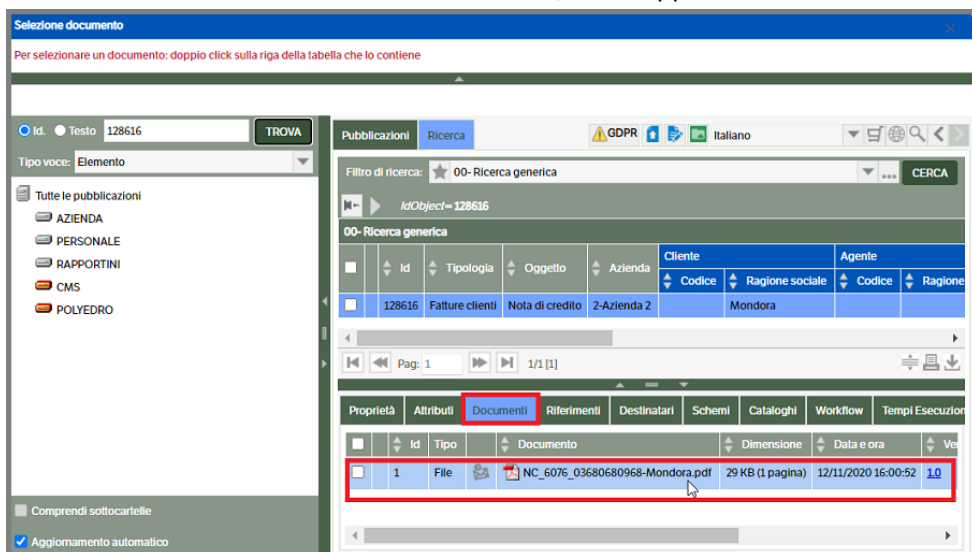 Selezione documento
Per selezionare un documento: doppio click sulla riga della tabella che lo contiene
Id. Testo 128616 TROVA
Tipo voce: Elemento
Tutte le pubblicazioni
AZIENDA
PERSONALE
RAPPORTINI
CMS
POLYEDRO
Comprendi sottocartelle
Aggiornamento automatico
Pubblicazioni Ricerca GDPR Italiano
Filtro di ricerca: 00- Ricerca generica ... CERCA
IdObject=128616
00- Ricerca generica
Cliente Agente
Id Tipologia Oggetto Azienda Codice Ragione sociale Codice Ragione
128616 Fatture clienti Nota di credito 2-Azienda 2 Mondora
Pag: 1 1/1 [1]
Proprietà Attributi Documenti Riferimenti Destinatari Schemi Cataloghi Workflow Tempi Esecuzion
Id Tipo Documento Dimensione Data e ora Ve
1 File NC_6076_03680680968-Mondora.pdf 29 KB (1 pagina) 12/11/2020 16:00:52 1.0